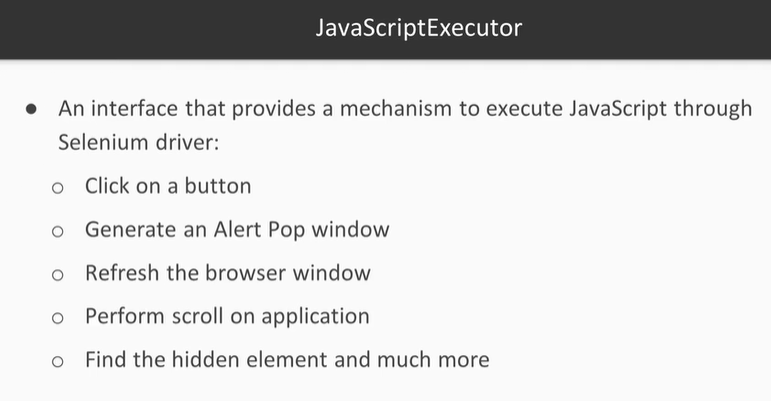 JavaScriptExecutor
● An interface that provides a mechanism to execute JavaScript through
Selenium driver:
○ Click on a button
○ Generate an Alert Pop window
○ Refresh the browser window
○ Perform scroll on application
○ Find the hidden element and much more